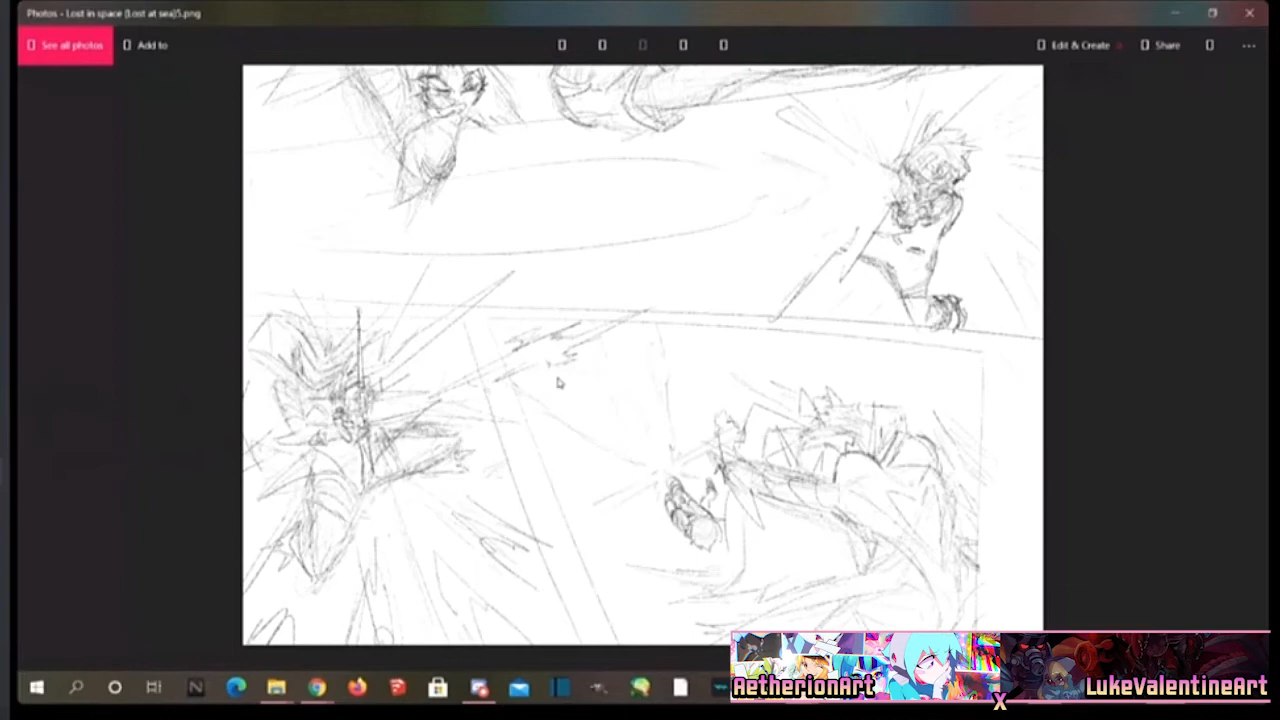 Photos - Lost in space [Lost at sea]5.png
See all photos
Add to
Edit & Create
Share
AetherionArt
X
LukeValentineArt